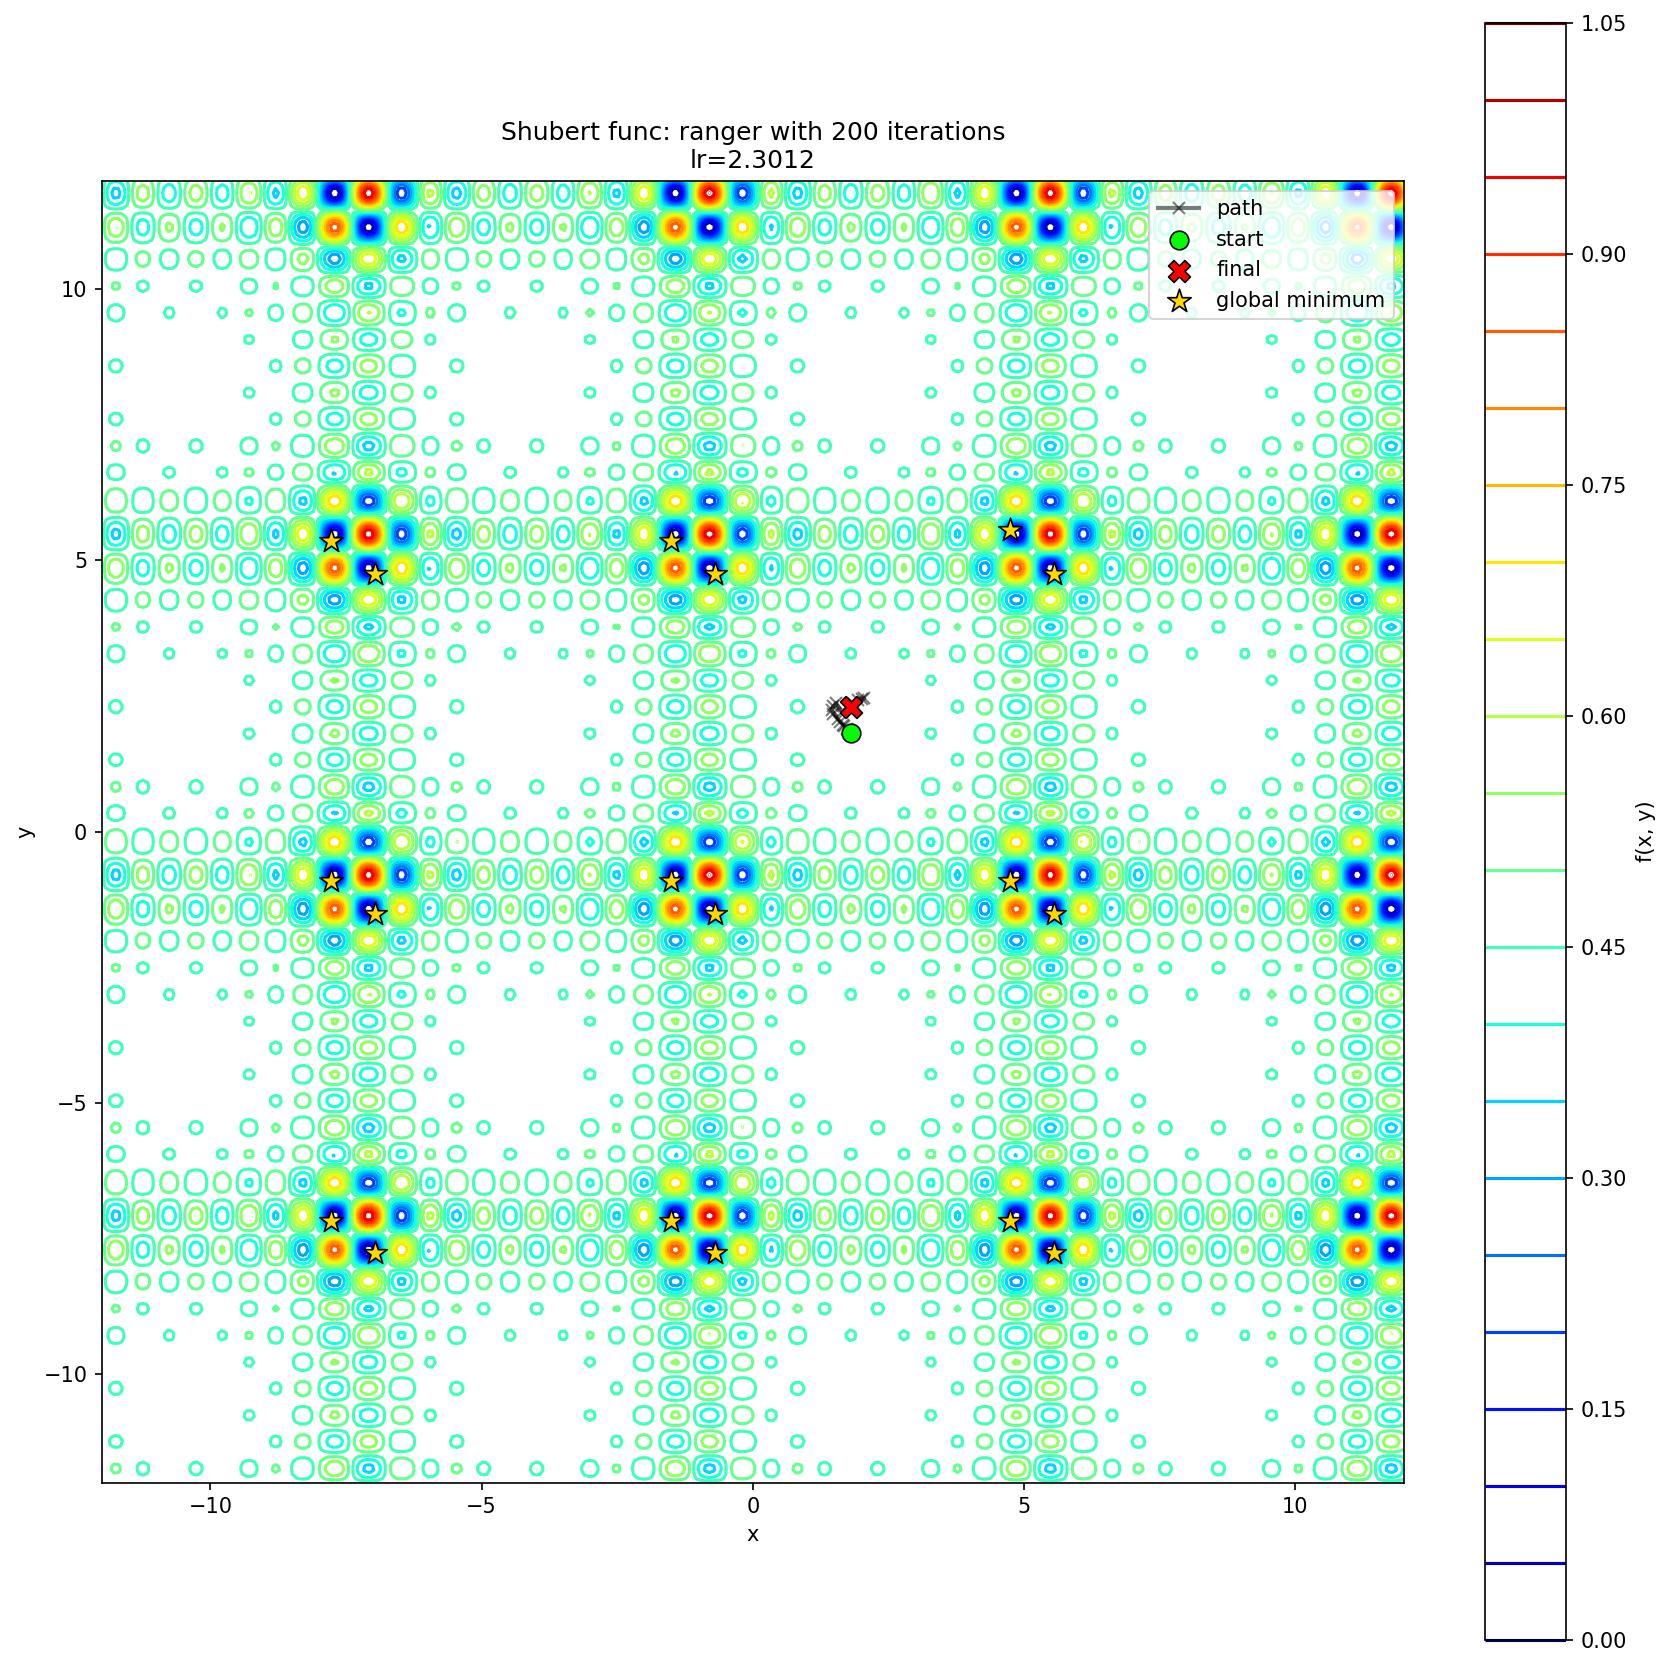 Shubert func: ranger with 200 iterations
lr=2.3012
path
start
final
global minimum
10
5
0
−5
−10
y
−10
−5
0
5
10
x
1.05
0.90
0.75
0.60
0.45
0.30
0.15
0.00
f(x, y)